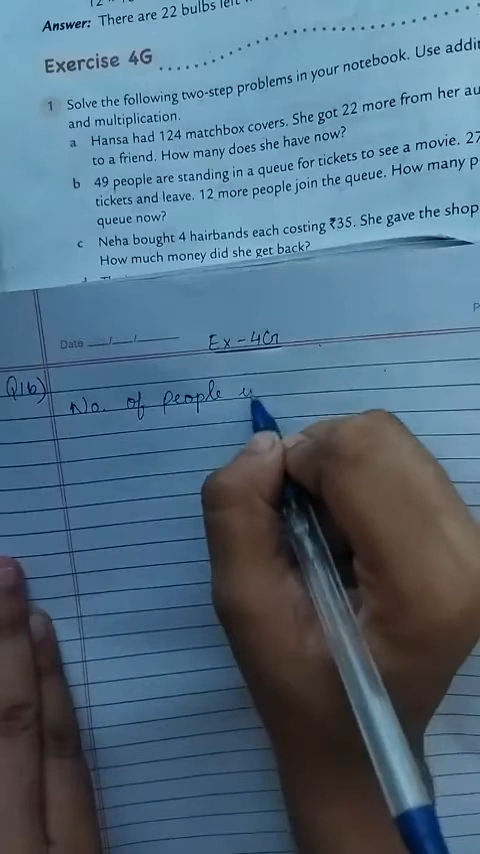 Answer: There are 22 bulbs left
Exercise 4G
1 Solve the following two-step problems in your notebook. Use
and multiplication.
a Hansa had 124 matchbox covers. She got 22 more from her
to a friend. How many does she have now?
b 49 people are standing in a queue for tickets to see a movie. 27
tickets and leave. 12 more people join the queue. How many
queue now?
c Neha bought 4 hairbands each costing ₹35. She gave the
How much money did she get back?
Date __/__/____
Ex - 4G
Q1b) No. of people